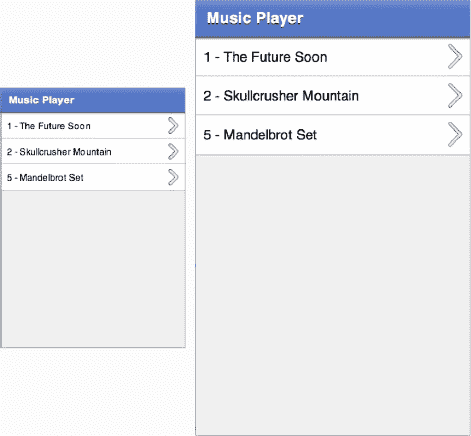 Music Player
1 - The Future Soon
2 - Skullcrusher Mountain
5 - Mandelbrot Set
Music Player
1 - The Future Soon
2 - Skullcrusher Mountain
5 - Mandelbrot Set